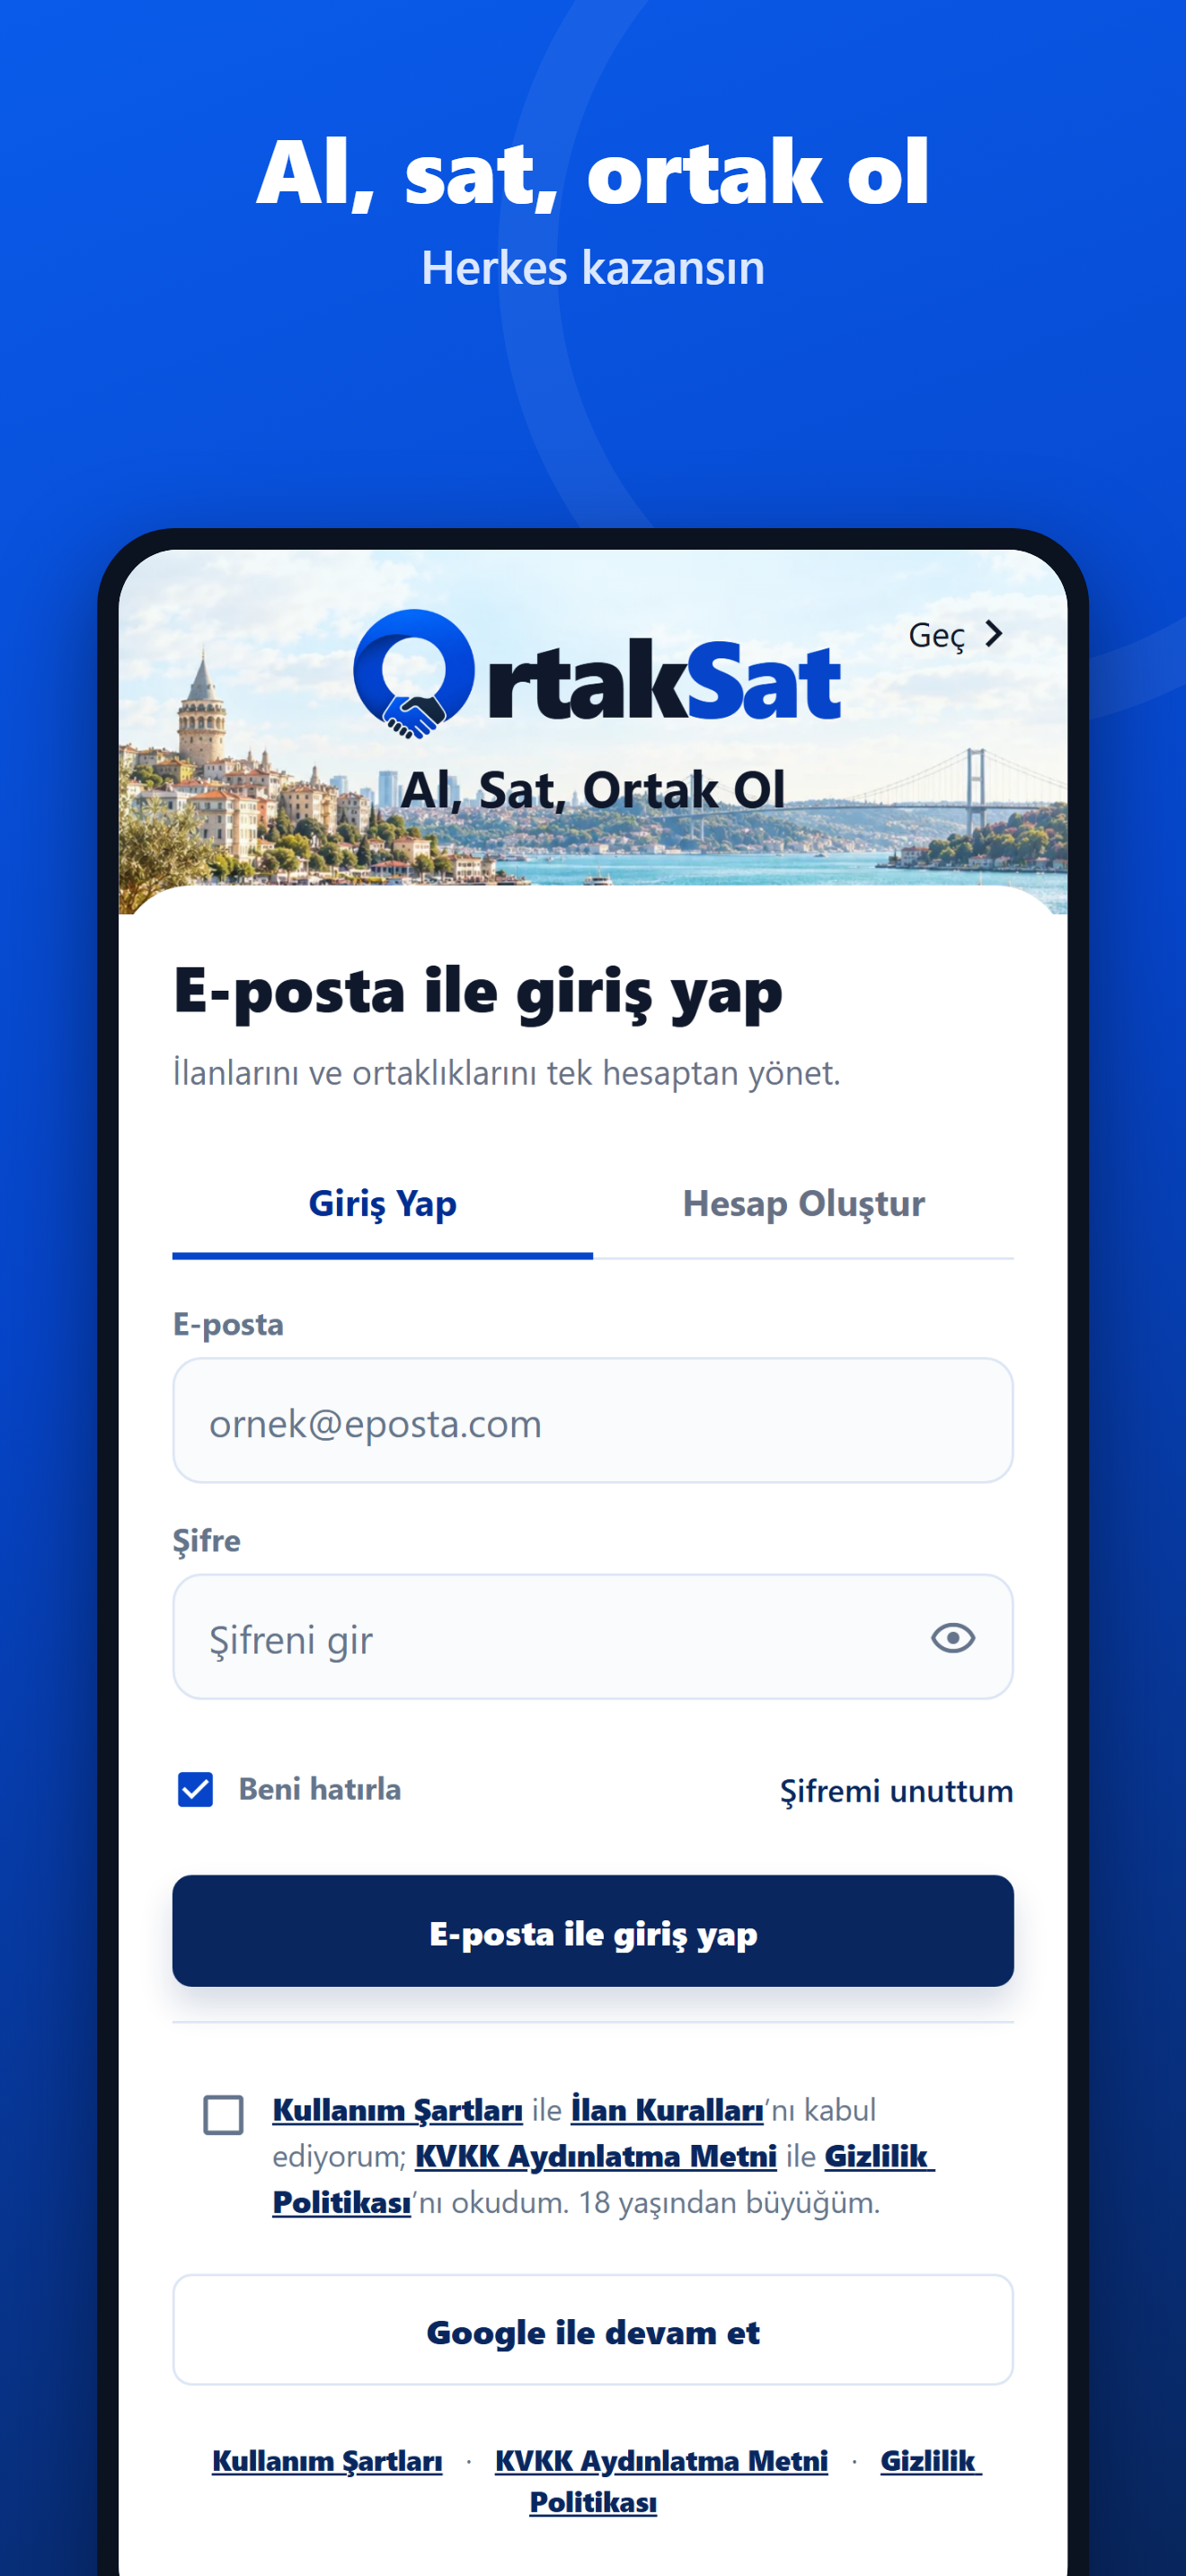 Al, sat, ortak ol
Herkes kazansın
Geç
OrtakSat
Al, Sat, Ortak Ol
E-posta ile giriş yap
İlanlarını ve ortaklıklarını tek hesaptan yönet.
Giriş Yap
Hesap Oluştur
E-posta
ornek@eposta.com
Şifre
Şifreni gir
Beni hatırla
Şifremi unuttum
E-posta ile giriş yap
Kullanım Şartları ile İlan Kuralları'nı kabul
ediyorum; KVKK Aydınlatma Metni ile Gizlilik
Politikası'nı okudum. 18 yaşından büyüğüm.
Google ile devam et
Kullanım Şartları · KVKK Aydınlatma Metni · Gizlilik
Politikası